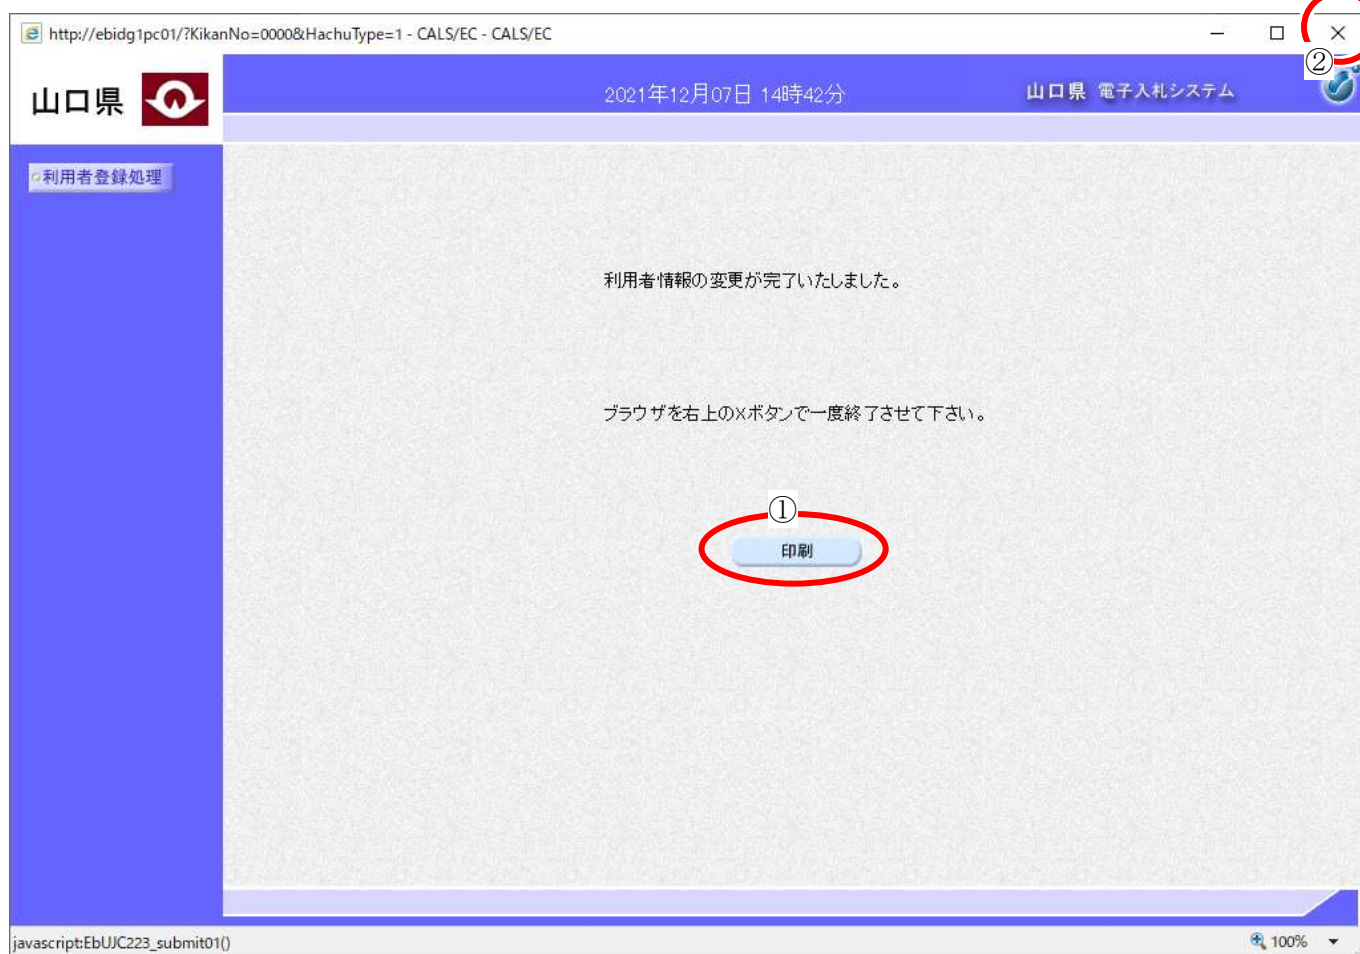 http://ebidg1pc01/?KikanNo=0000&HachuType=1 - CALS/EC - CALS/EC
②
山口県
2021年12月07日 14時42分
山口県 電子入札システム
利用者登録処理
利用者情報の変更が完了いたしました。
ブラウザを右上の×ボタンで一度終了させて下さい。
①
印刷
javascript:EbUJC223_submit01()
100%